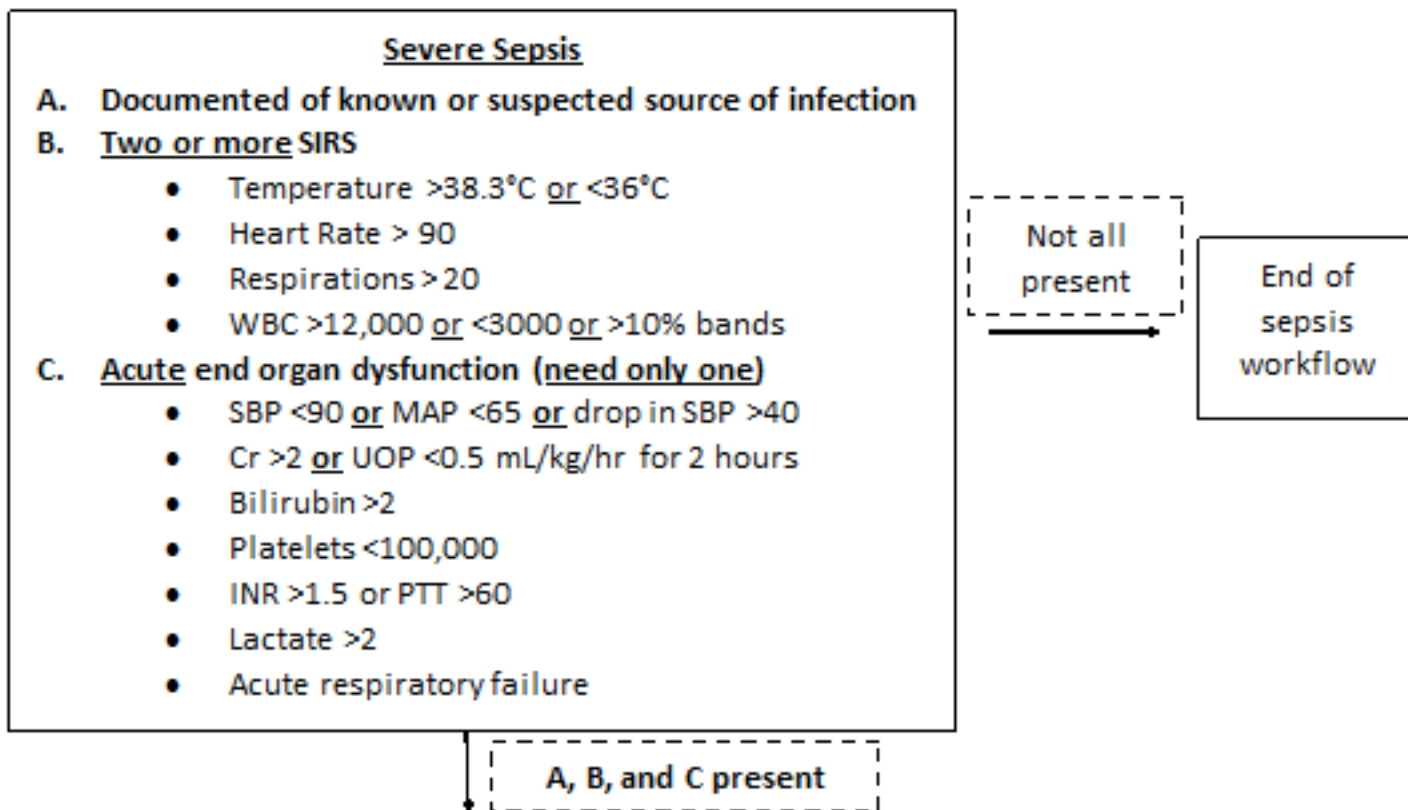 Severe Sepsis
A. Documented of known or suspected source of infection
B. Two or more SIRS
• Temperature >38.3°C or <36°C
• Heart Rate > 90
• Respirations >20
• WBC >12,000 or <3000 or >10% bands
C. Acute end organ dysfunction (need only one)
• SBP <90 or MAP <65 or drop in SBP >40
• Cr >2 or UOP <0.5 mL/kg/hr for 2 hours
• Bilirubin >2
• Platelets <100,000
• INR >1.5 or PTT >60
• Lactate >2
• Acute respiratory failure
Not all
present
End of
sepsis
workflow
A, B, and C present